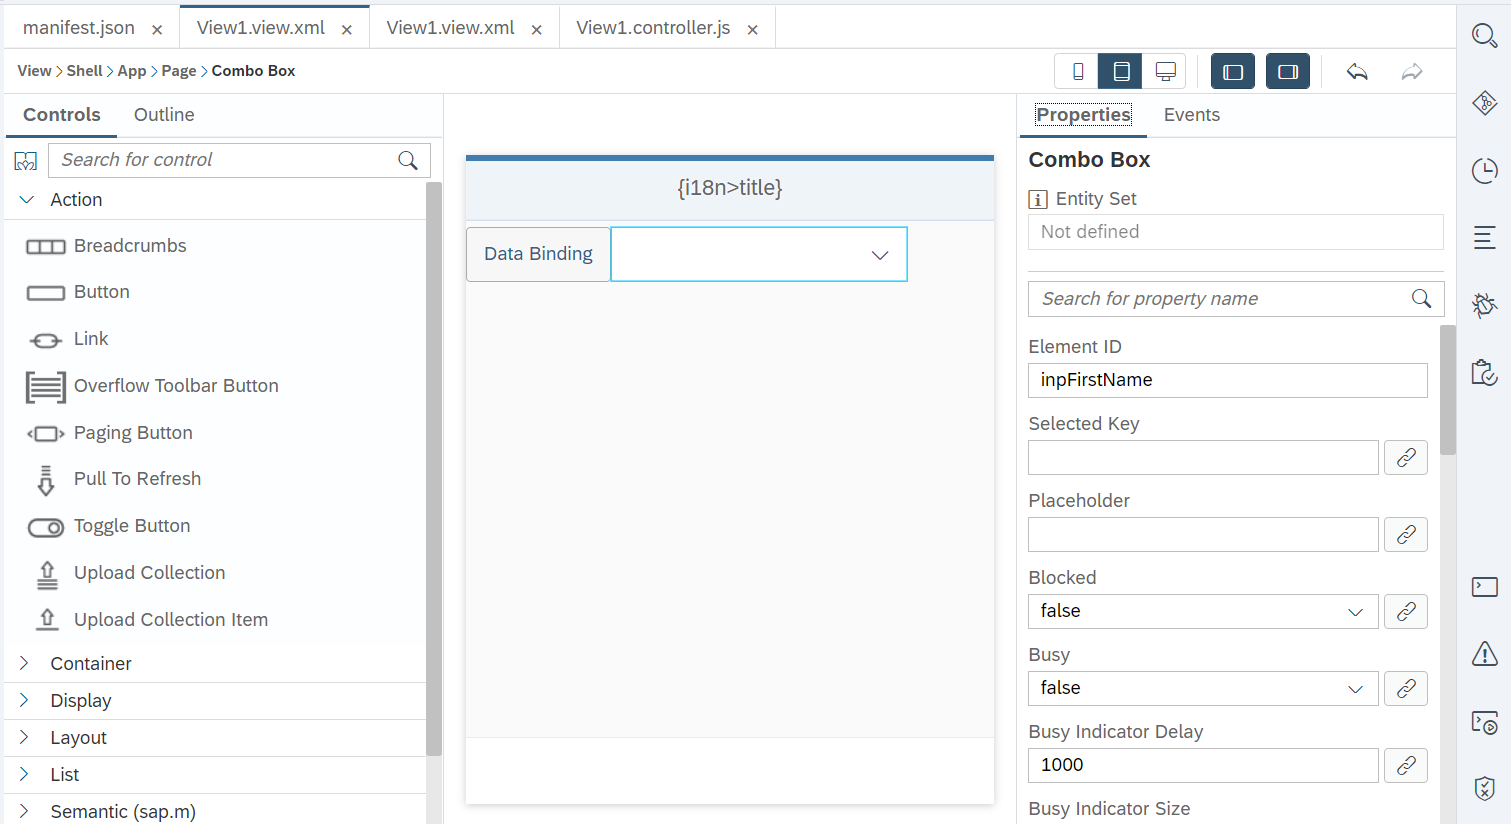 manifest.json × View1.view.xml × View1.view.xml × View1.controller.js ×
View > Shell > App > Page > Combo Box
Controls Outline
Search for control
Action
Breadcrumbs
Button
Link
Overflow Toolbar Button
Paging Button
Pull To Refresh
Toggle Button
Upload Collection
Upload Collection Item
Container
Display
Layout
List
Semantic (sap.m)
{i18n>title}
Data Binding
Properties Events
Combo Box
Entity Set
Not defined
Search for property name
Element ID
inpFirstName
Selected Key
Placeholder
Blocked
false
Busy
false
Busy Indicator Delay
1000
Busy Indicator Size